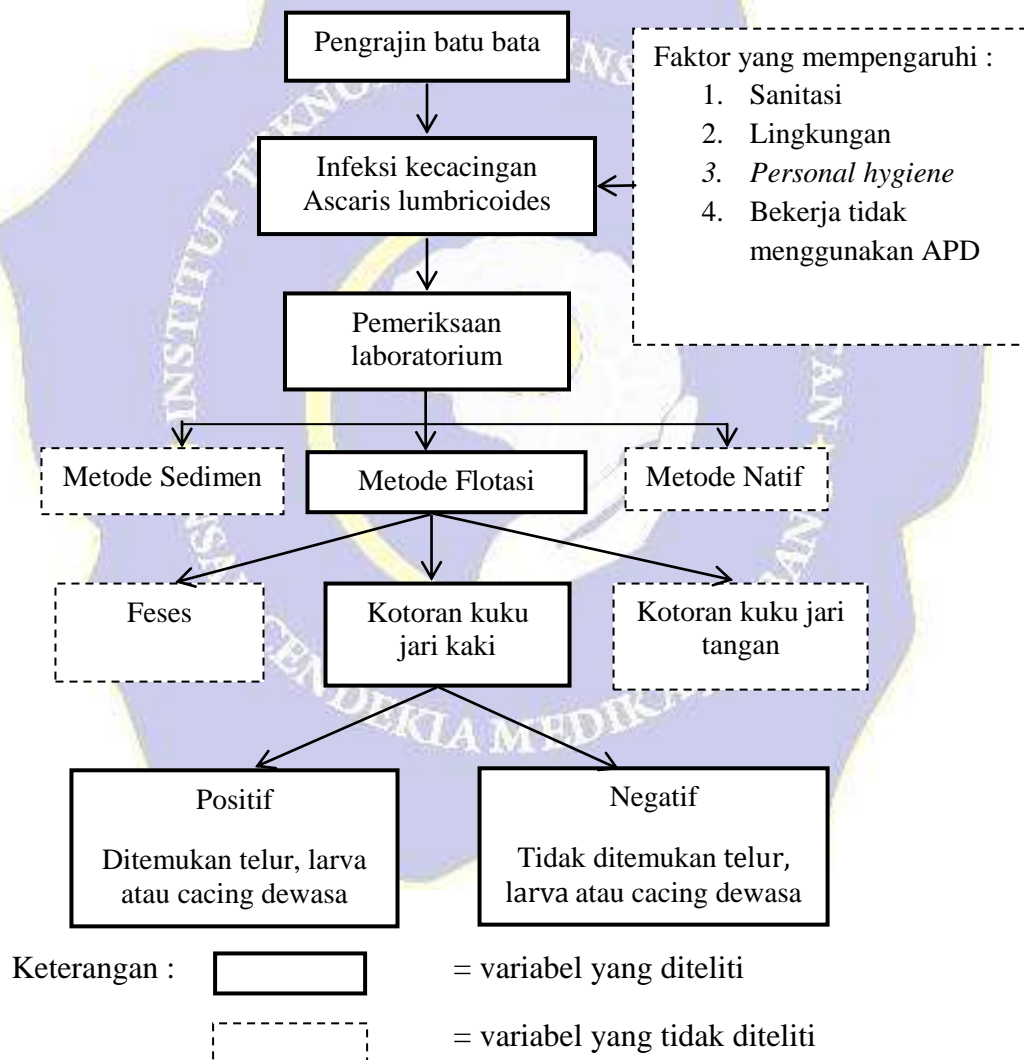 Pengrajin batu bata
Faktor yang mempengaruhi :
1. Sanitasi
2. Lingkungan
3. Personal hygiene
4. Bekerja tidak
menggunakan APD
Infeksi kecacingan
Ascaris lumbricoides
Pemeriksaan
laboratorium
Metode Sedimen
Metode Flotasi
Metode Natif
Feses
Kotoran kuku
jari kaki
Kotoran kuku jari
tangan
Positif
Ditemukan telur, larva
atau cacing dewasa
Negatif
Tidak ditemukan telur,
larva atau cacing dewasa
Keterangan :
= variabel yang diteliti
= variabel yang tidak diteliti
INSTITUT
CENDEKIA MEDIKA